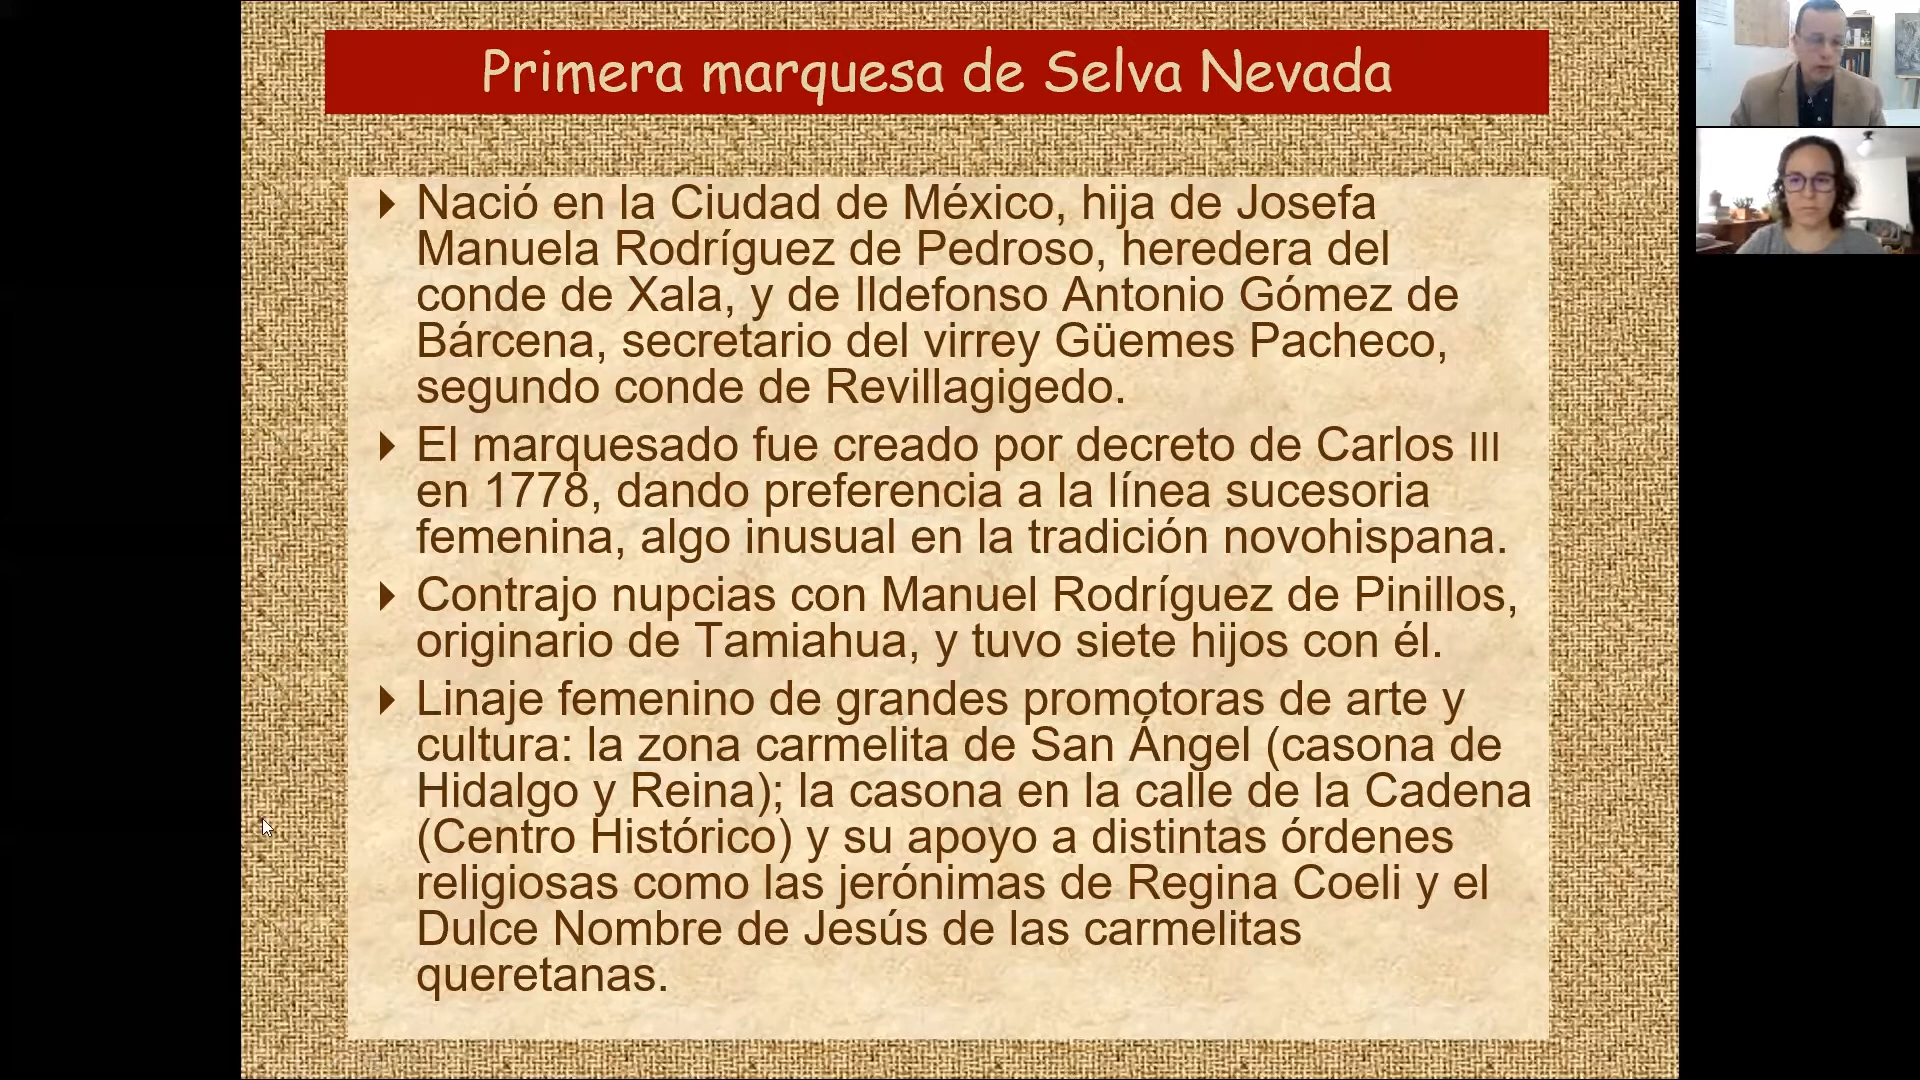 Primera marquesa de Selva Nevada
Nació en la Ciudad de México, hija de Josefa
Manuela Rodríguez de Pedroso, heredera del
conde de Xala, y de Ildefonso Antonio Gómez de
Bárcena, secretario del virrey Güemes Pacheco,
segundo conde de Revillagigedo.
El marquesado fue creado por decreto de Carlos III
en 1778, dando preferencia a la línea sucesoria
femenina, algo inusual en la tradición novohispana.
Contrajo nupcias con Manuel Rodríguez de Pinillos,
originario de Tamiahua, y tuvo siete hijos con él.
Linaje femenino de grandes promotoras de arte y
cultura: la zona carmelita de San Ángel (casona de
Hidalgo y Reina); la casona en la calle de la Cadena
(Centro Histórico) y su apoyo a distintas órdenes
religiosas como las jerónimas de Regina Coeli y el
Dulce Nombre de Jesús de las carmelitas
queretanas.